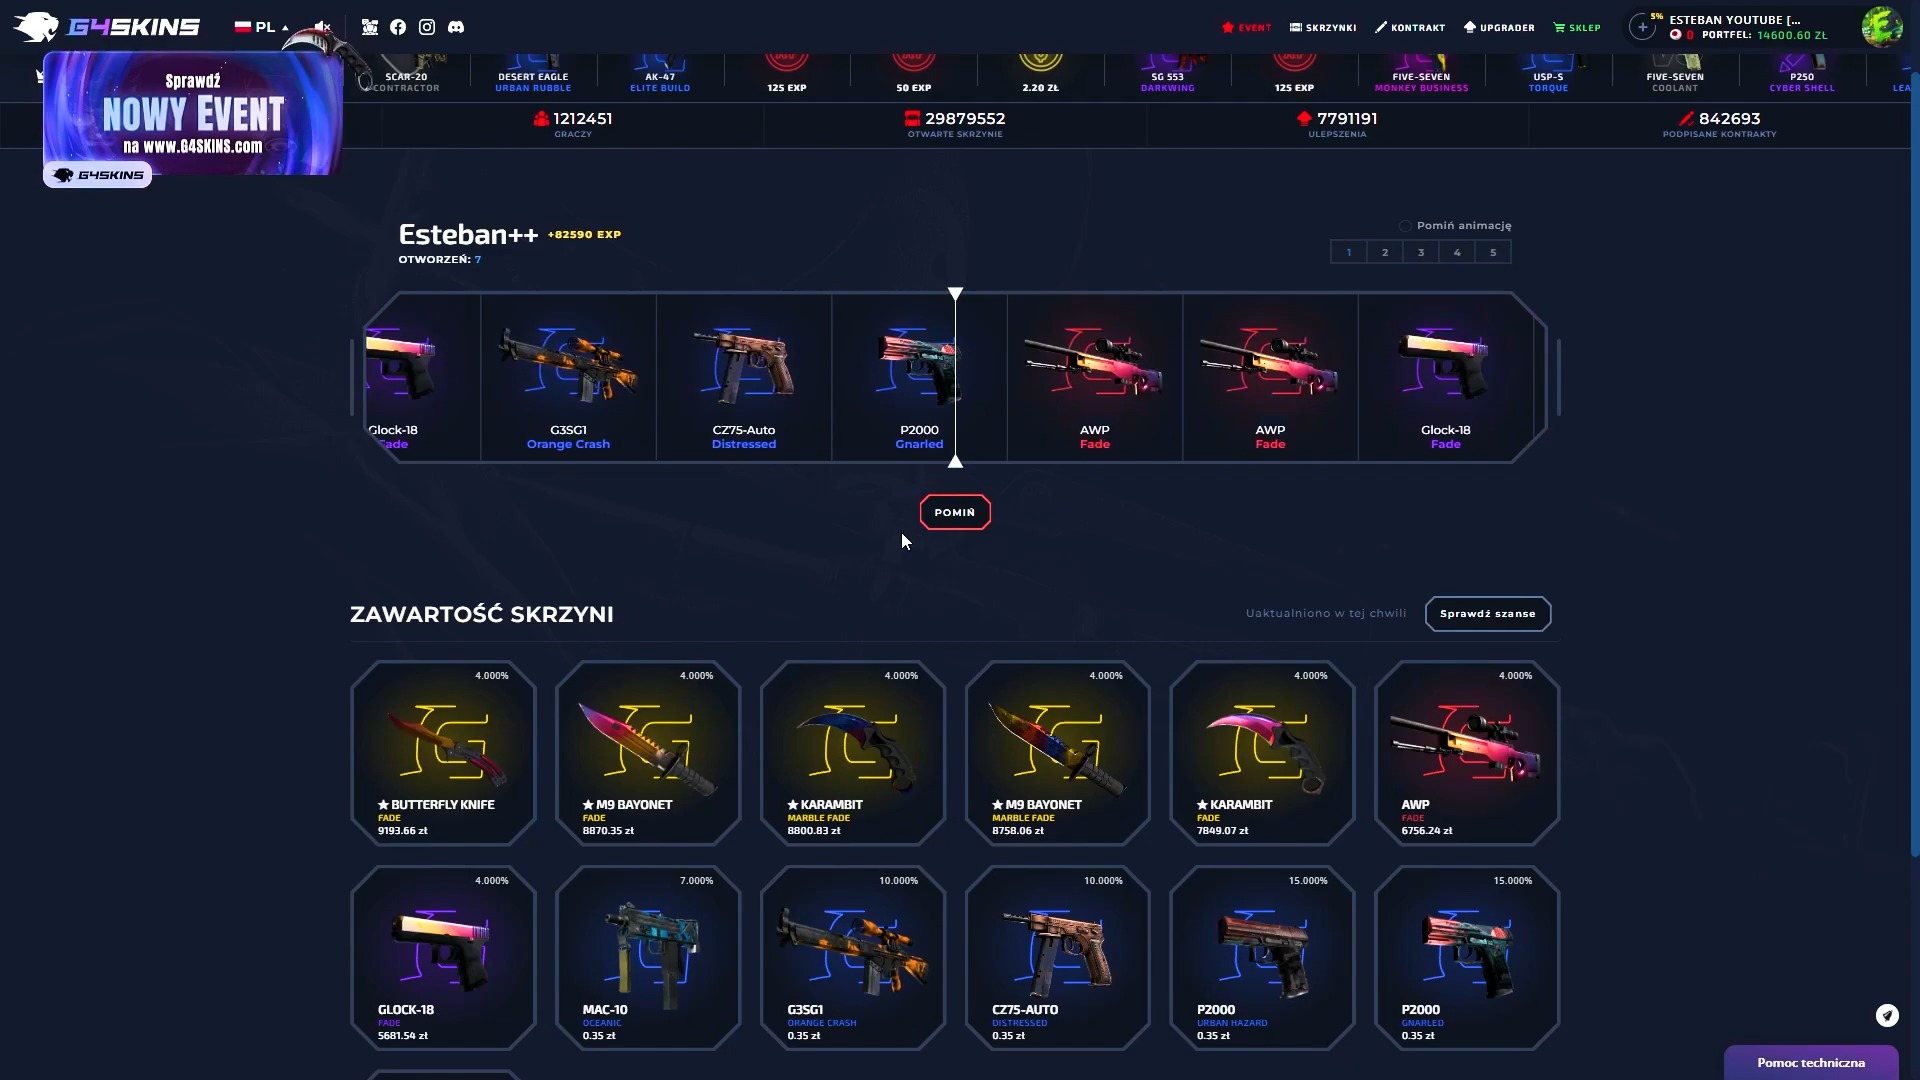 G4SKINS
PL
EVENT
SKRZYNKI
KONTRAKT
UPGRADER
SKLEP
5%
ESTEBAN YOUTUBE [...
0 PORTFEL: 14600.60 ZŁ
Sprawdź
NOWY EVENT
na www.G4SKINS.com
G4SKINS
SCAR-20
CONTRACTOR
DESERT EAGLE
URBAN RUBBLE
AK-47
ELITE BUILD
125 EXP
50 EXP
2.20 ZŁ
SG 553
DARKWING
125 EXP
FIVE-SEVEN
MONKEY BUSINESS
USP-S
TORQUE
FIVE-SEVEN
COOLANT
P250
CYBER SHELL
LEA
1212451
GRACZY
29879552
OTWARTE SKRZYNIE
7791191
ULEPSZENIA
842693
PODPISANE KONTRAKTY
Esteban++ +82590 EXP
OTWORZEŃ: 7
Pomiń animację
1 2 3 4 5
Glock-18
Fade
G3SG1
Orange Crash
CZ75-Auto
Distressed
P2000
Gnarled
AWP
Fade
AWP
Fade
Glock-18
Fade
POMIŃ
ZAWARTOŚĆ SKRZYNI
Uaktualniono w tej chwili
Sprawdź szanse
4.000%
★ BUTTERFLY KNIFE
FADE
9193.66 zł
4.000%
★ M9 BAYONET
FADE
8870.35 zł
4.000%
★ KARAMBIT
MARBLE FADE
8800.83 zł
4.000%
★ M9 BAYONET
MARBLE FADE
8758.06 zł
4.000%
★ KARAMBIT
FADE
7849.07 zł
4.000%
AWP
FADE
6756.24 zł
4.000%
GLOCK-18
FADE
5681.54 zł
7.000%
MAC-10
OCEANIC
0.35 zł
10.000%
G3SG1
ORANGE CRASH
0.35 zł
10.000%
CZ75-AUTO
DISTRESSED
0.35 zł
15.000%
P2000
URBAN HAZARD
0.35 zł
15.000%
P2000
GNARLED
0.35 zł
Pomoc techniczna